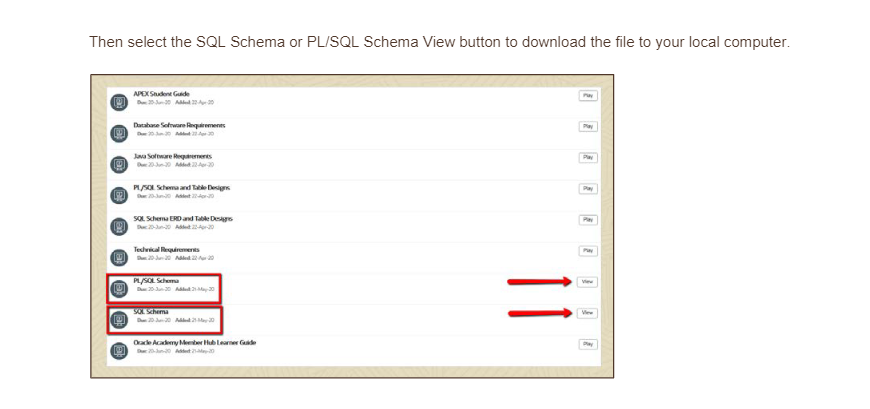 Then select the SQL Schema or PL/SQL Schema View button to download the file to your local computer.
APEX Student Guide
Play
Due: 20-Jun-20 Added: 22-Apr-20
Database Software Requirements
Play
Due: 20-Jun-20 Added: 22-Apr-20
Java Software Requirements
Play
Due: 20-Jun-20 Added: 22-Apr-20
PL/SQL Schema and Table Designs
Play
Due: 20-Jun-20 Added: 22-Apr-20
SQL Schema ERD and Table Designs
Play
Due: 20-Jun-20 Added: 22-Apr-20
Technical Requirements
Play
Due: 20-Jun-20 Added: 22-Apr-20
PL/SQL Schema
View
Due: 20-Jun-20 Added: 21-May-20
SQL Schema
View
Due: 20-Jun-20 Added: 21-May-20
Oracle Academy Member Hub Learner Guide
Play
Due: 20-Jun-20 Added: 21-May-20